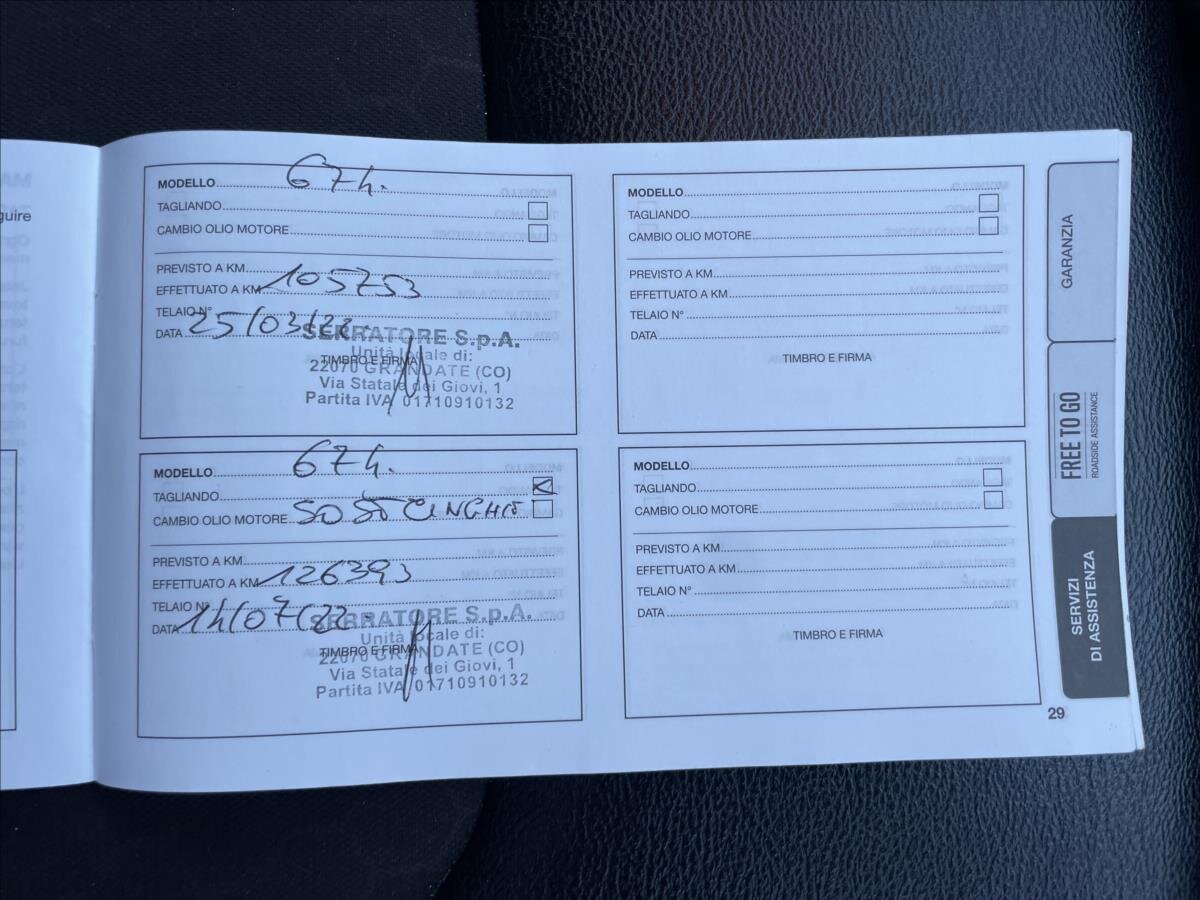 guire
MODELLO 67h.
TAGLIANDO
CAMBIO OLIO MOTORE
PREVISTO A KM
EFFETTUATO A KM 105753
TELAIO N°
DATA 25/03/22
TIMBRO E FIRMA
SERRATORE S.p.A.
Unità locale di:
22070 GRANDATE (CO)
Via Statale dei Giovi, 1
Partita IVA 01710910132
MODELLO 67h.
TAGLIANDO
CAMBIO OLIO MOTORE
PREVISTO A KM
EFFETTUATO A KM 126393
TELAIO N°
DATA 14/07/22
TIMBRO E FIRMA
SERRATORE S.p.A.
Unità locale di:
22070 GRANDATE (CO)
Via Statale dei Giovi, 1
Partita IVA 01710910132
MODELLO
TAGLIANDO
CAMBIO OLIO MOTORE
PREVISTO A KM
EFFETTUATO A KM
TELAIO N°
DATA
TIMBRO E FIRMA
MODELLO
TAGLIANDO
CAMBIO OLIO MOTORE
PREVISTO A KM
EFFETTUATO A KM
TELAIO N°
DATA
TIMBRO E FIRMA
GARANZIA
FREE TO GO
ROADSIDE ASSISTANCE
SERVIZI
DI ASSISTENZA
29